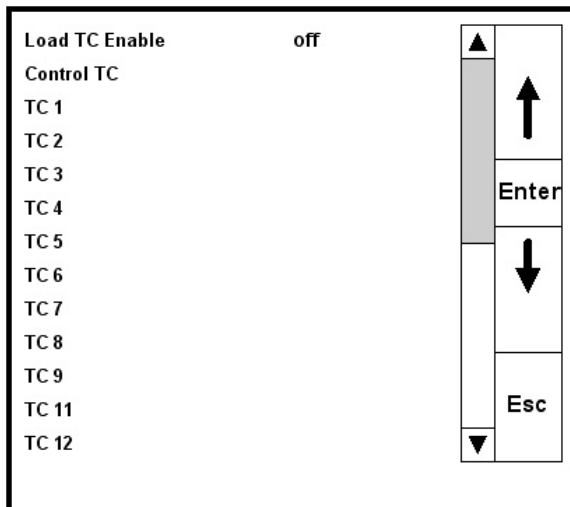 Load TC Enable off
Control TC
TC 1
TC 2
TC 3
TC 4
TC 5
TC 6
TC 7
TC 8
TC 9
TC 11
TC 12
Enter
Esc